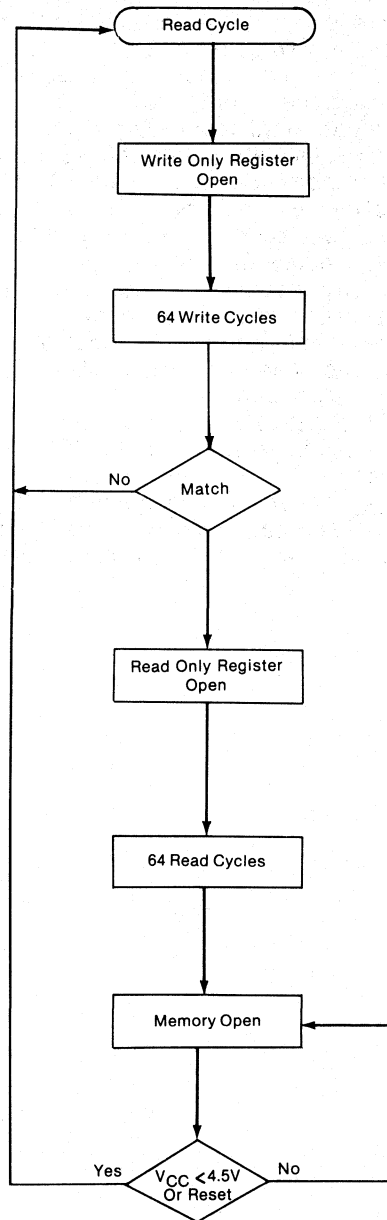 Read Cycle
Write Only Register
Open
64 Write Cycles
No
Match
Read Only Register
Open
64 Read Cycles
Memory Open
Yes
VCC <4.5V
Or Reset
No